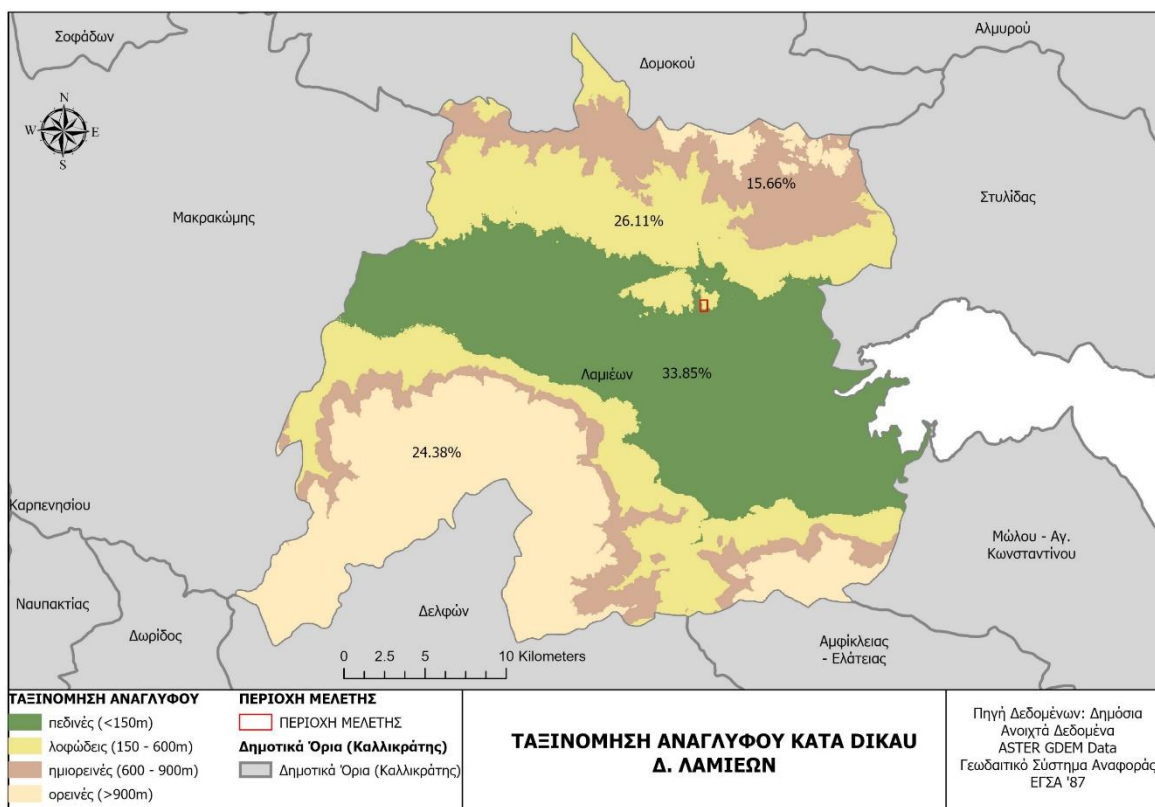 Σοφάδων
Αλμυρού
Δομοκού
N
W
E
S
15.66%
Στυλίδας
Μακρακώμης
26.11%
Λαμιέων
33.85%
24.38%
Καρπενησίου
Μώλου - Αγ.
Κωνσταντίνου
Ναυπακτίας
Δωρίδος
Δελφών
Αμφίκλειας
- Ελάτειας
0 2.5 5 10 Kilometers
ΤΑΞΙΝΟΜΗΣΗ ΑΝΑΓΛΥΦΟΥ
πεδινές (<150m)
λοφώδεις (150 - 600m)
ημιορεινές (600 - 900m)
ορεινές (>900m)
ΠΕΡΙΟΧΗ ΜΕΛΕΤΗΣ
ΠΕΡΙΟΧΗ ΜΕΛΕΤΗΣ
Δημοτικά Όρια (Καλλικράτης)
Δημοτικά Όρια (Καλλικράτης)
ΤΑΞΙΝΟΜΗΣΗ ΑΝΑΓΛΥΦΟΥ ΚΑΤΑ DIKAU
Δ. ΛΑΜΙΕΩΝ
Πηγή Δεδομένων: Δημόσια
Ανοιχτά Δεδομένα
ASTER GDEM Data
Γεωδαιτικό Σύστημα Αναφοράς
ΕΓΣΑ '87